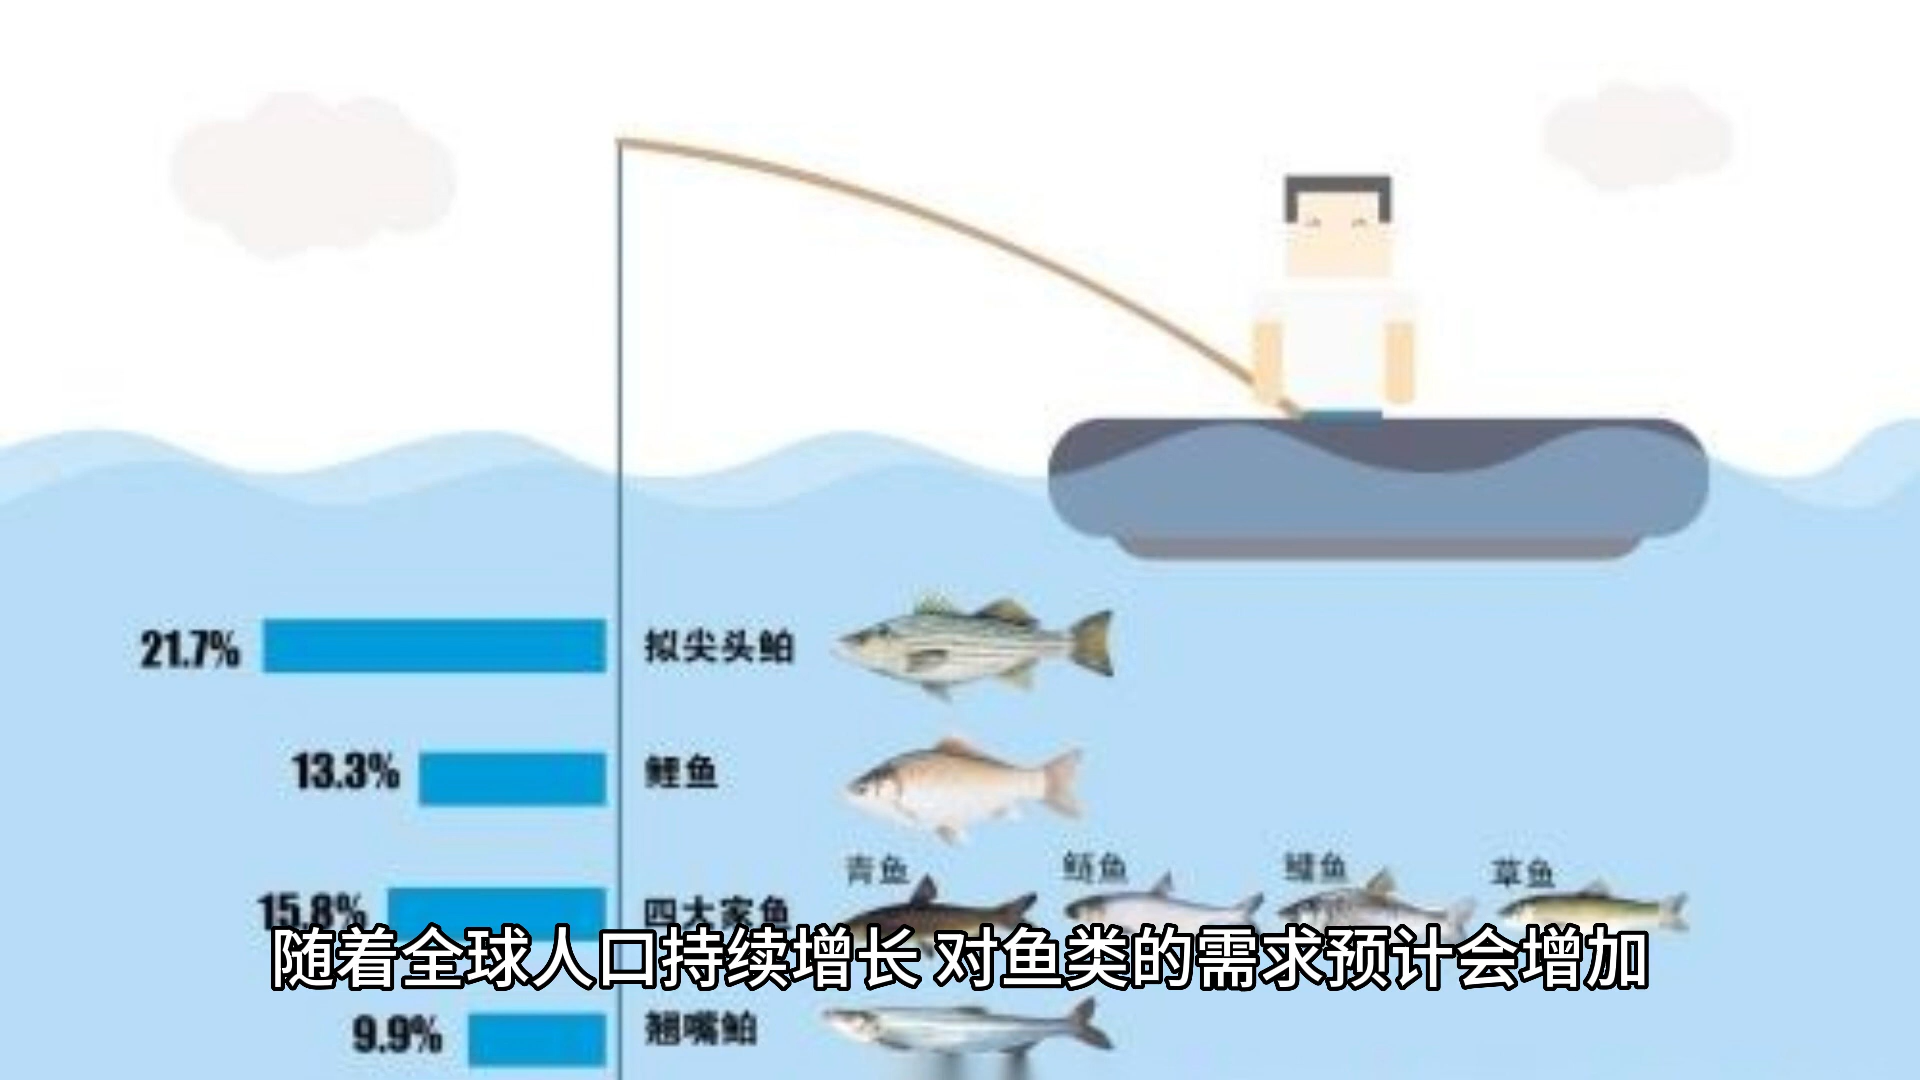 21.7% 拟尖头鲌
13.3% 鲤鱼
青鱼 鲢鱼 鳙鱼 草鱼
15.8% 四大家鱼
随着全球人口持续增长 对鱼类的需求预计会增加
9.9% 翘嘴鲌